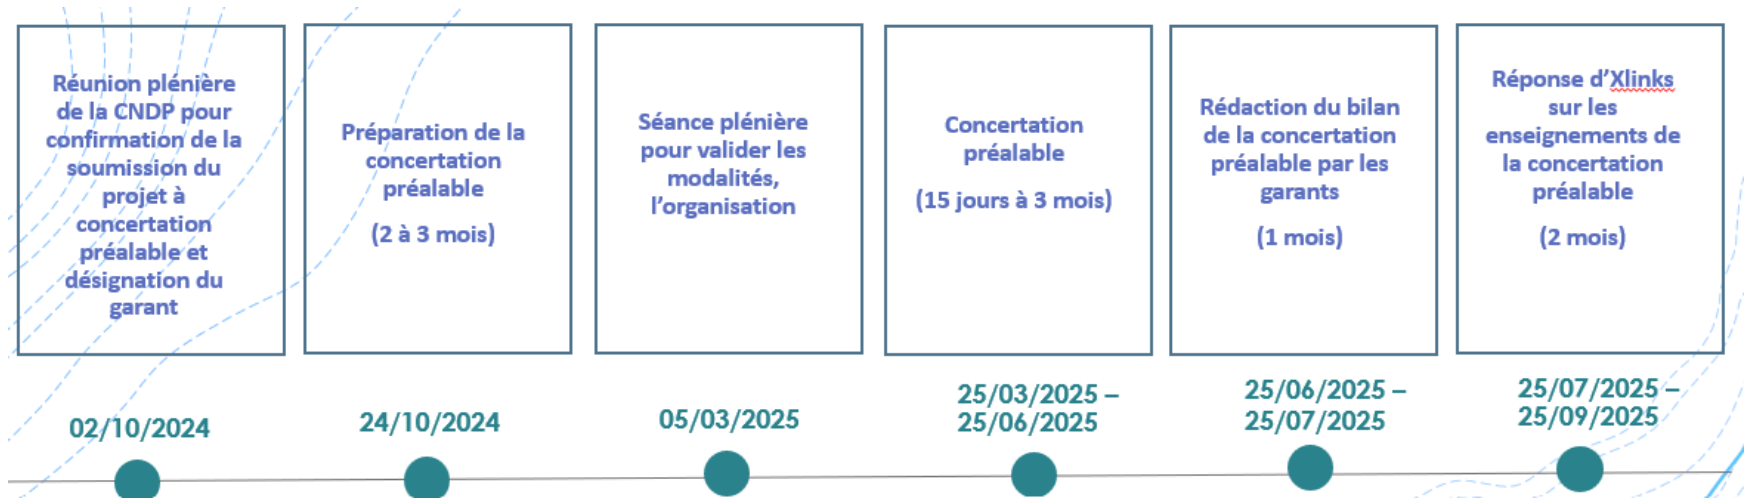 Réunion plénière
de la CNDP pour
confirmation de la
soumission du
projet à
concertation
préalable et
désignation du
garant
02/10/2024
Préparation de la
concertation
préalable
(2 à 3 mois)
24/10/2024
Séance plénière
pour valider les
modalités,
l’organisation
05/03/2025
Concertation
préalable
(15 jours à 3 mois)
25/03/2025 –
25/06/2025
Rédaction du bilan
de la concertation
préalable par les
garants
(1 mois)
25/06/2025 –
25/07/2025
Réponse d’Xlinks
sur les
enseignements de
la concertation
préalable
(2 mois)
25/07/2025 –
25/09/2025